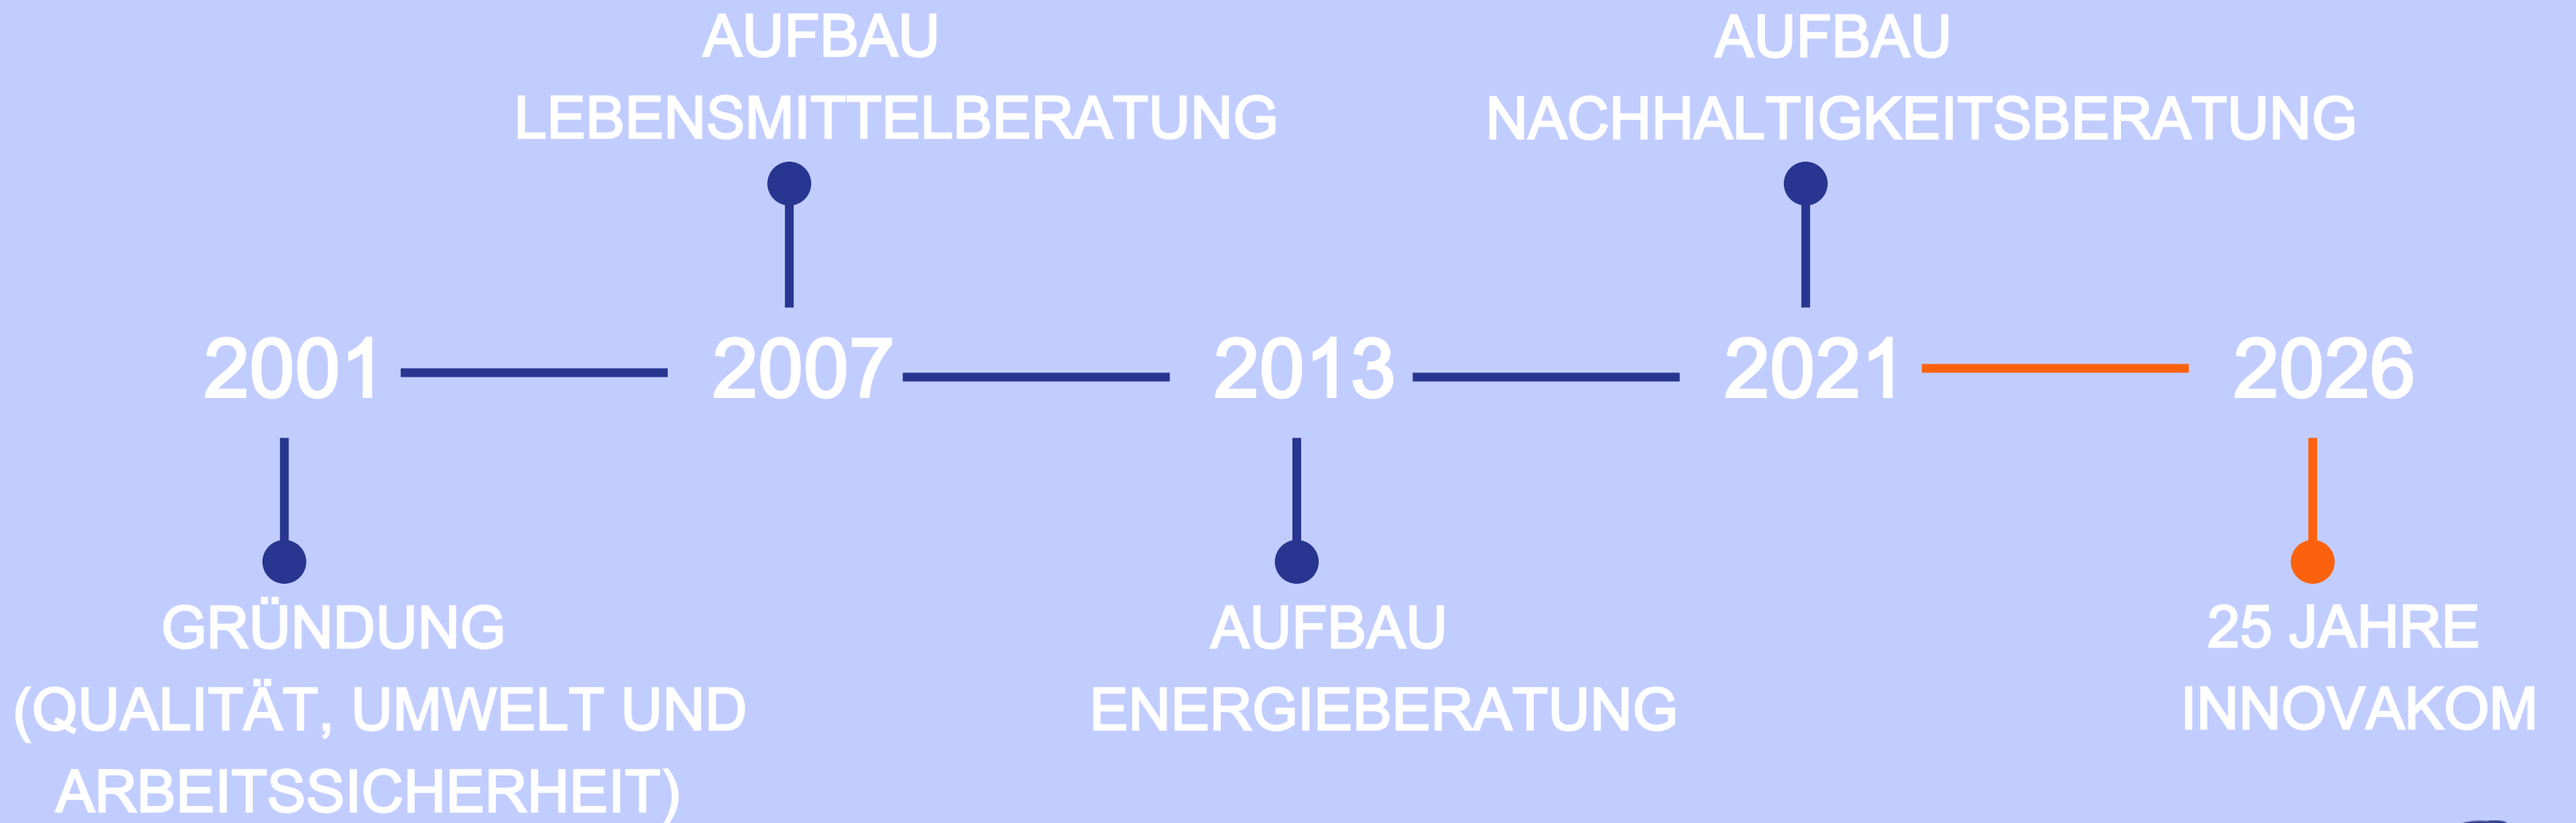 AUFBAU
LEBENSMITTELBERATUNG
AUFBAU
NACHHALTIGKEITSBERATUNG
2001
2007
2013
2021
2026
GRÜNDUNG
(QUALITÄT, UMWELT UND
ARBEITSSICHERHEIT)
AUFBAU
ENERGIEBERATUNG
25 JAHRE
INNOVAKOM